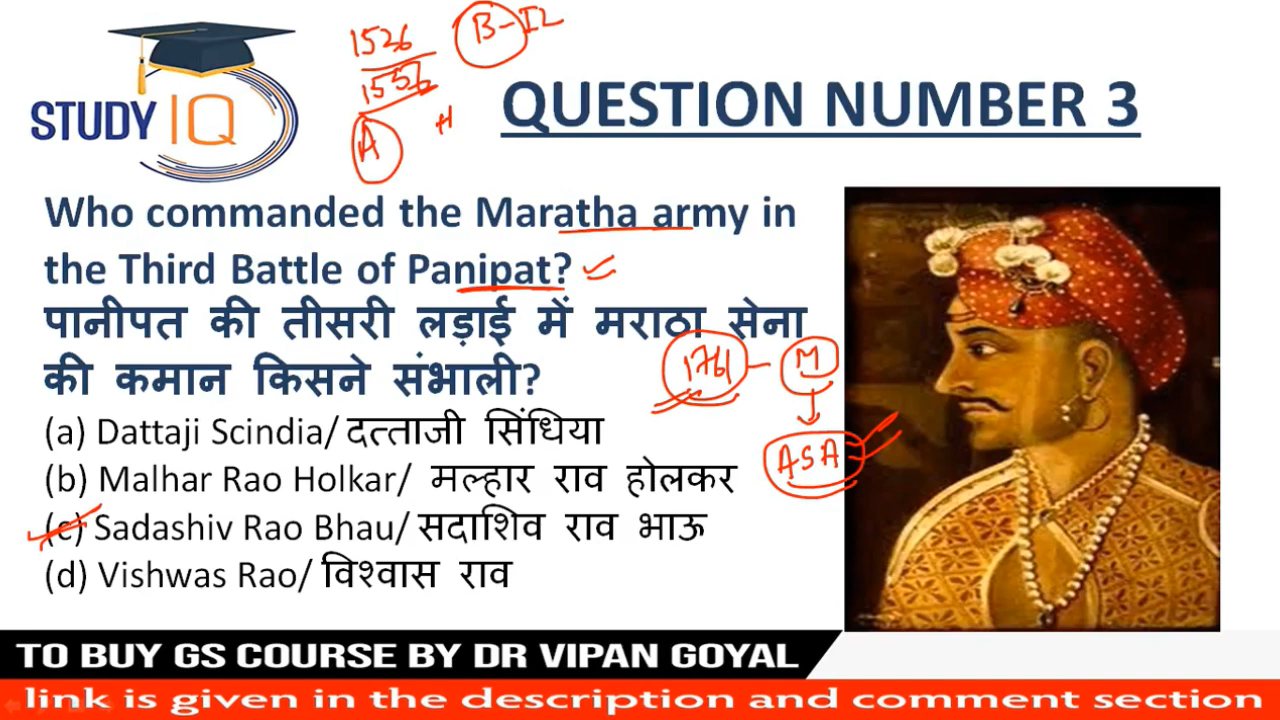 STUDY IQ
1526
B-IL
1556
A
H
QUESTION NUMBER 3
Who commanded the Maratha army in
the Third Battle of Panipat?
पानीपत की तीसरी लड़ाई में मराठा सेना
की कमान किसने संभाली?
1761 - M
ASA
(a) Dattaji Scindia/ दत्ताजी सिंधिया
(b) Malhar Rao Holkar/ मल्हार राव होलकर
(c) Sadashiv Rao Bhau/ सदाशिव राव भाऊ
(d) Vishwas Rao/ विश्वास राव
TO BUY GS COURSE BY DR VIPAN GOYAL
link is given in the description and comment section